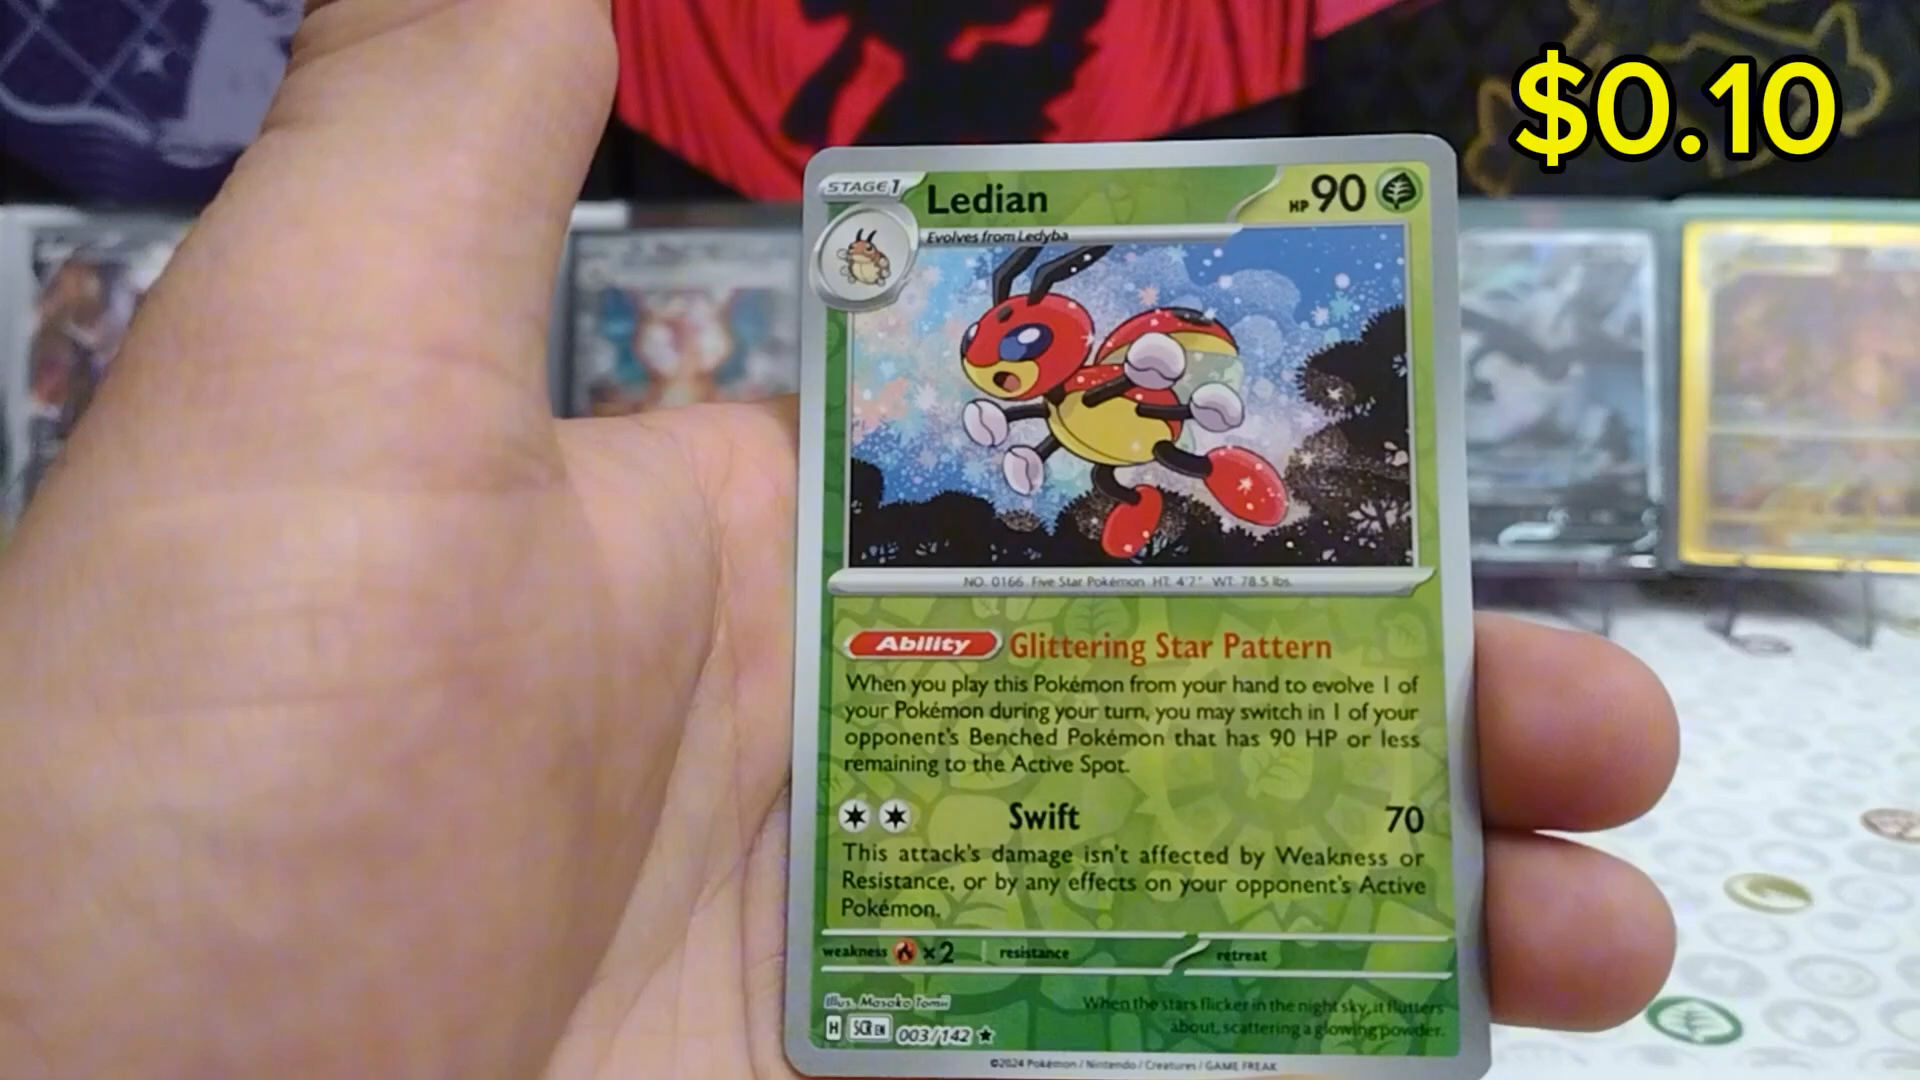 $0.10
STAGE 1 Ledian HP 90
Evolves from Ledyba
NO. 0166 Five Star Pokémon HT: 4'7" WT: 78.5 lbs.
Ability Glittering Star Pattern
When you play this Pokémon from your hand to evolve 1 of
your Pokémon during your turn, you may switch in 1 of your
opponent's Benched Pokémon that has 90 HP or less
remaining to the Active Spot.
Swift 70
This attack's damage isn't affected by Weakness or
Resistance, or by any effects on your opponent's Active
Pokémon.
weakness ×2 resistance retreat
Illus. Masako Tomii
When the stars flicker in the night sky, it flutters
about, scattering a glowing powder.
H SCR EN 003/142 ★
©2024 Pokémon / Nintendo / Creatures / GAME FREAK